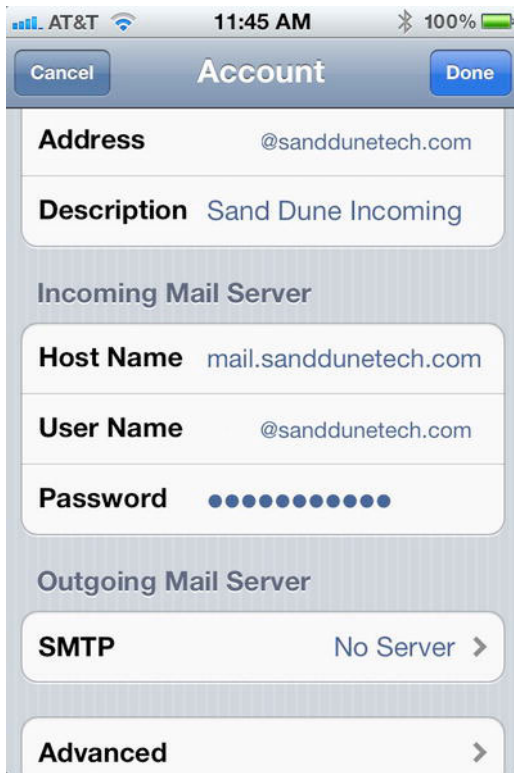 AT&T 11:45 AM 100%
Cancel Account Done
Address @sanddunetech.com
Description Sand Dune Incoming
Incoming Mail Server
Host Name mail.sanddunetech.com
User Name @sanddunetech.com
Password ●●●●●●●●●●●
Outgoing Mail Server
SMTP No Server
Advanced